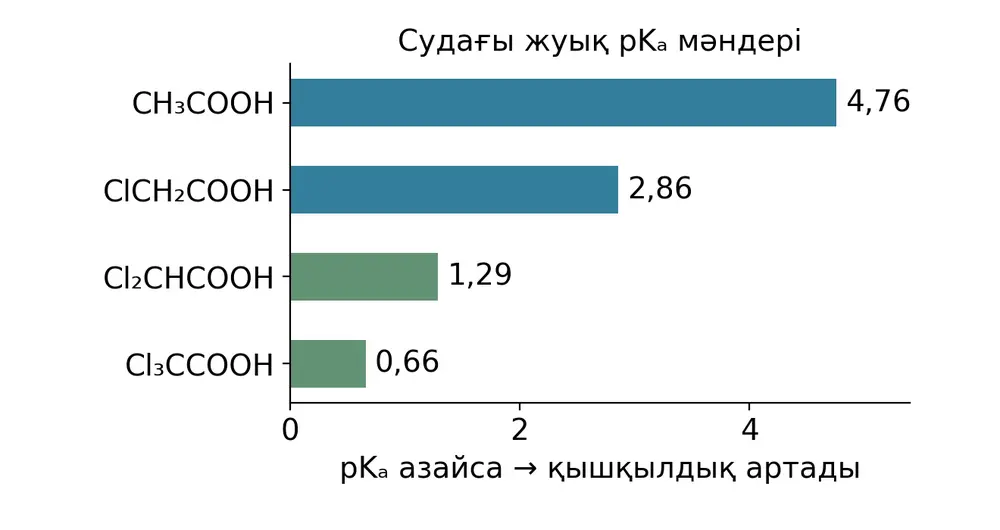 Судағы жуық pKₐ мәндері
CH₃COOH 4,76
ClCH₂COOH 2,86
Cl₂CHCOOH 1,29
Cl₃CCOOH 0,66
0 2 4
pKₐ азайса → қышқылдық артады